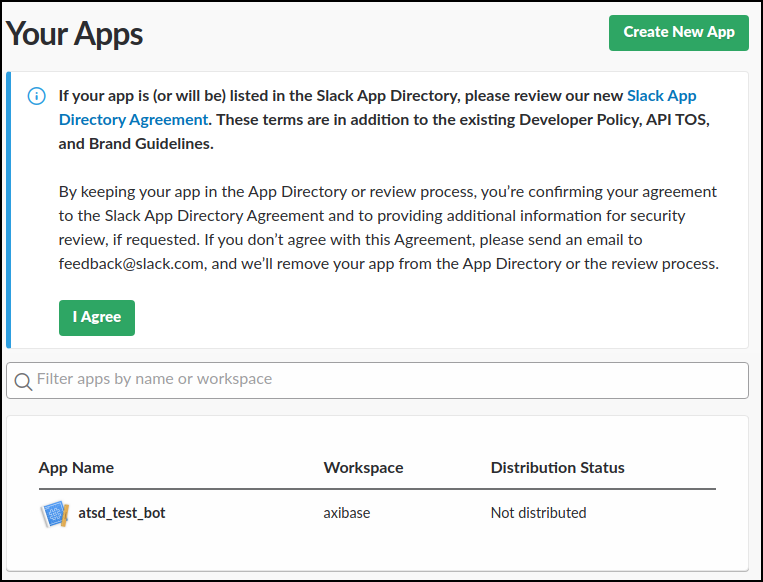 Your Apps
Create New App
If your app is (or will be) listed in the Slack App Directory, please review our new Slack App
Directory Agreement. These terms are in addition to the existing Developer Policy, API TOS,
and Brand Guidelines.
By keeping your app in the App Directory or review process, you’re confirming your agreement
to the Slack App Directory Agreement and to providing additional information for security
review, if requested. If you don’t agree with this Agreement, please send an email to
feedback@slack.com, and we’ll remove your app from the App Directory or the review process.
I Agree
Filter apps by name or workspace
App Name Workspace Distribution Status
atsd_test_bot axibase Not distributed